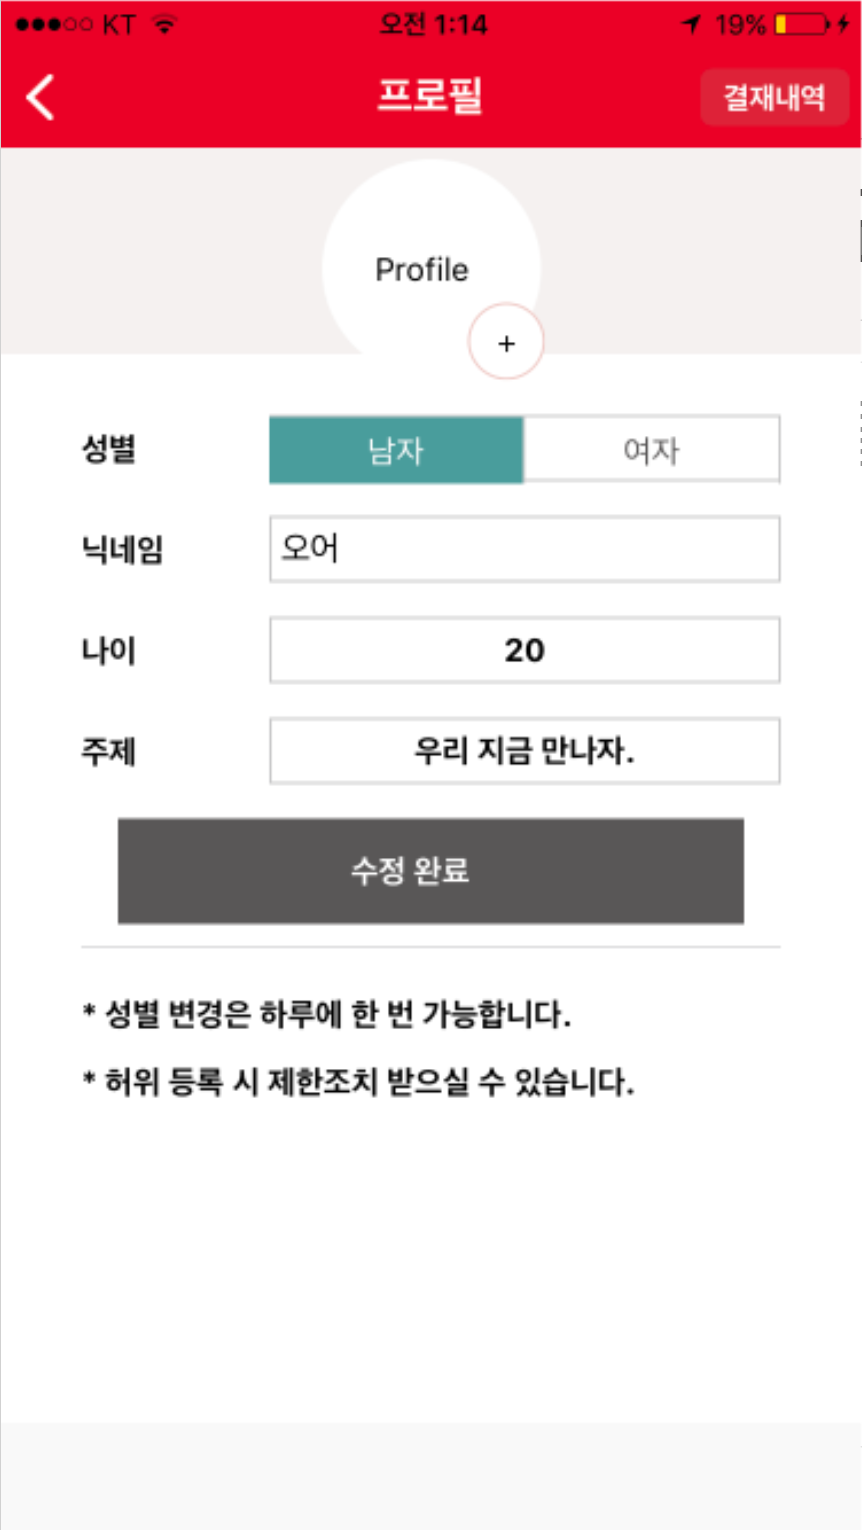 KT 오전 1:14 19%
프로필 결재내역
Profile
+
성별 남자 여자
닉네임 오어
나이 20
주제 우리 지금 만나자.
수정 완료
* 성별 변경은 하루에 한 번 가능합니다.
* 허위 등록 시 제한조치 받으실 수 있습니다.